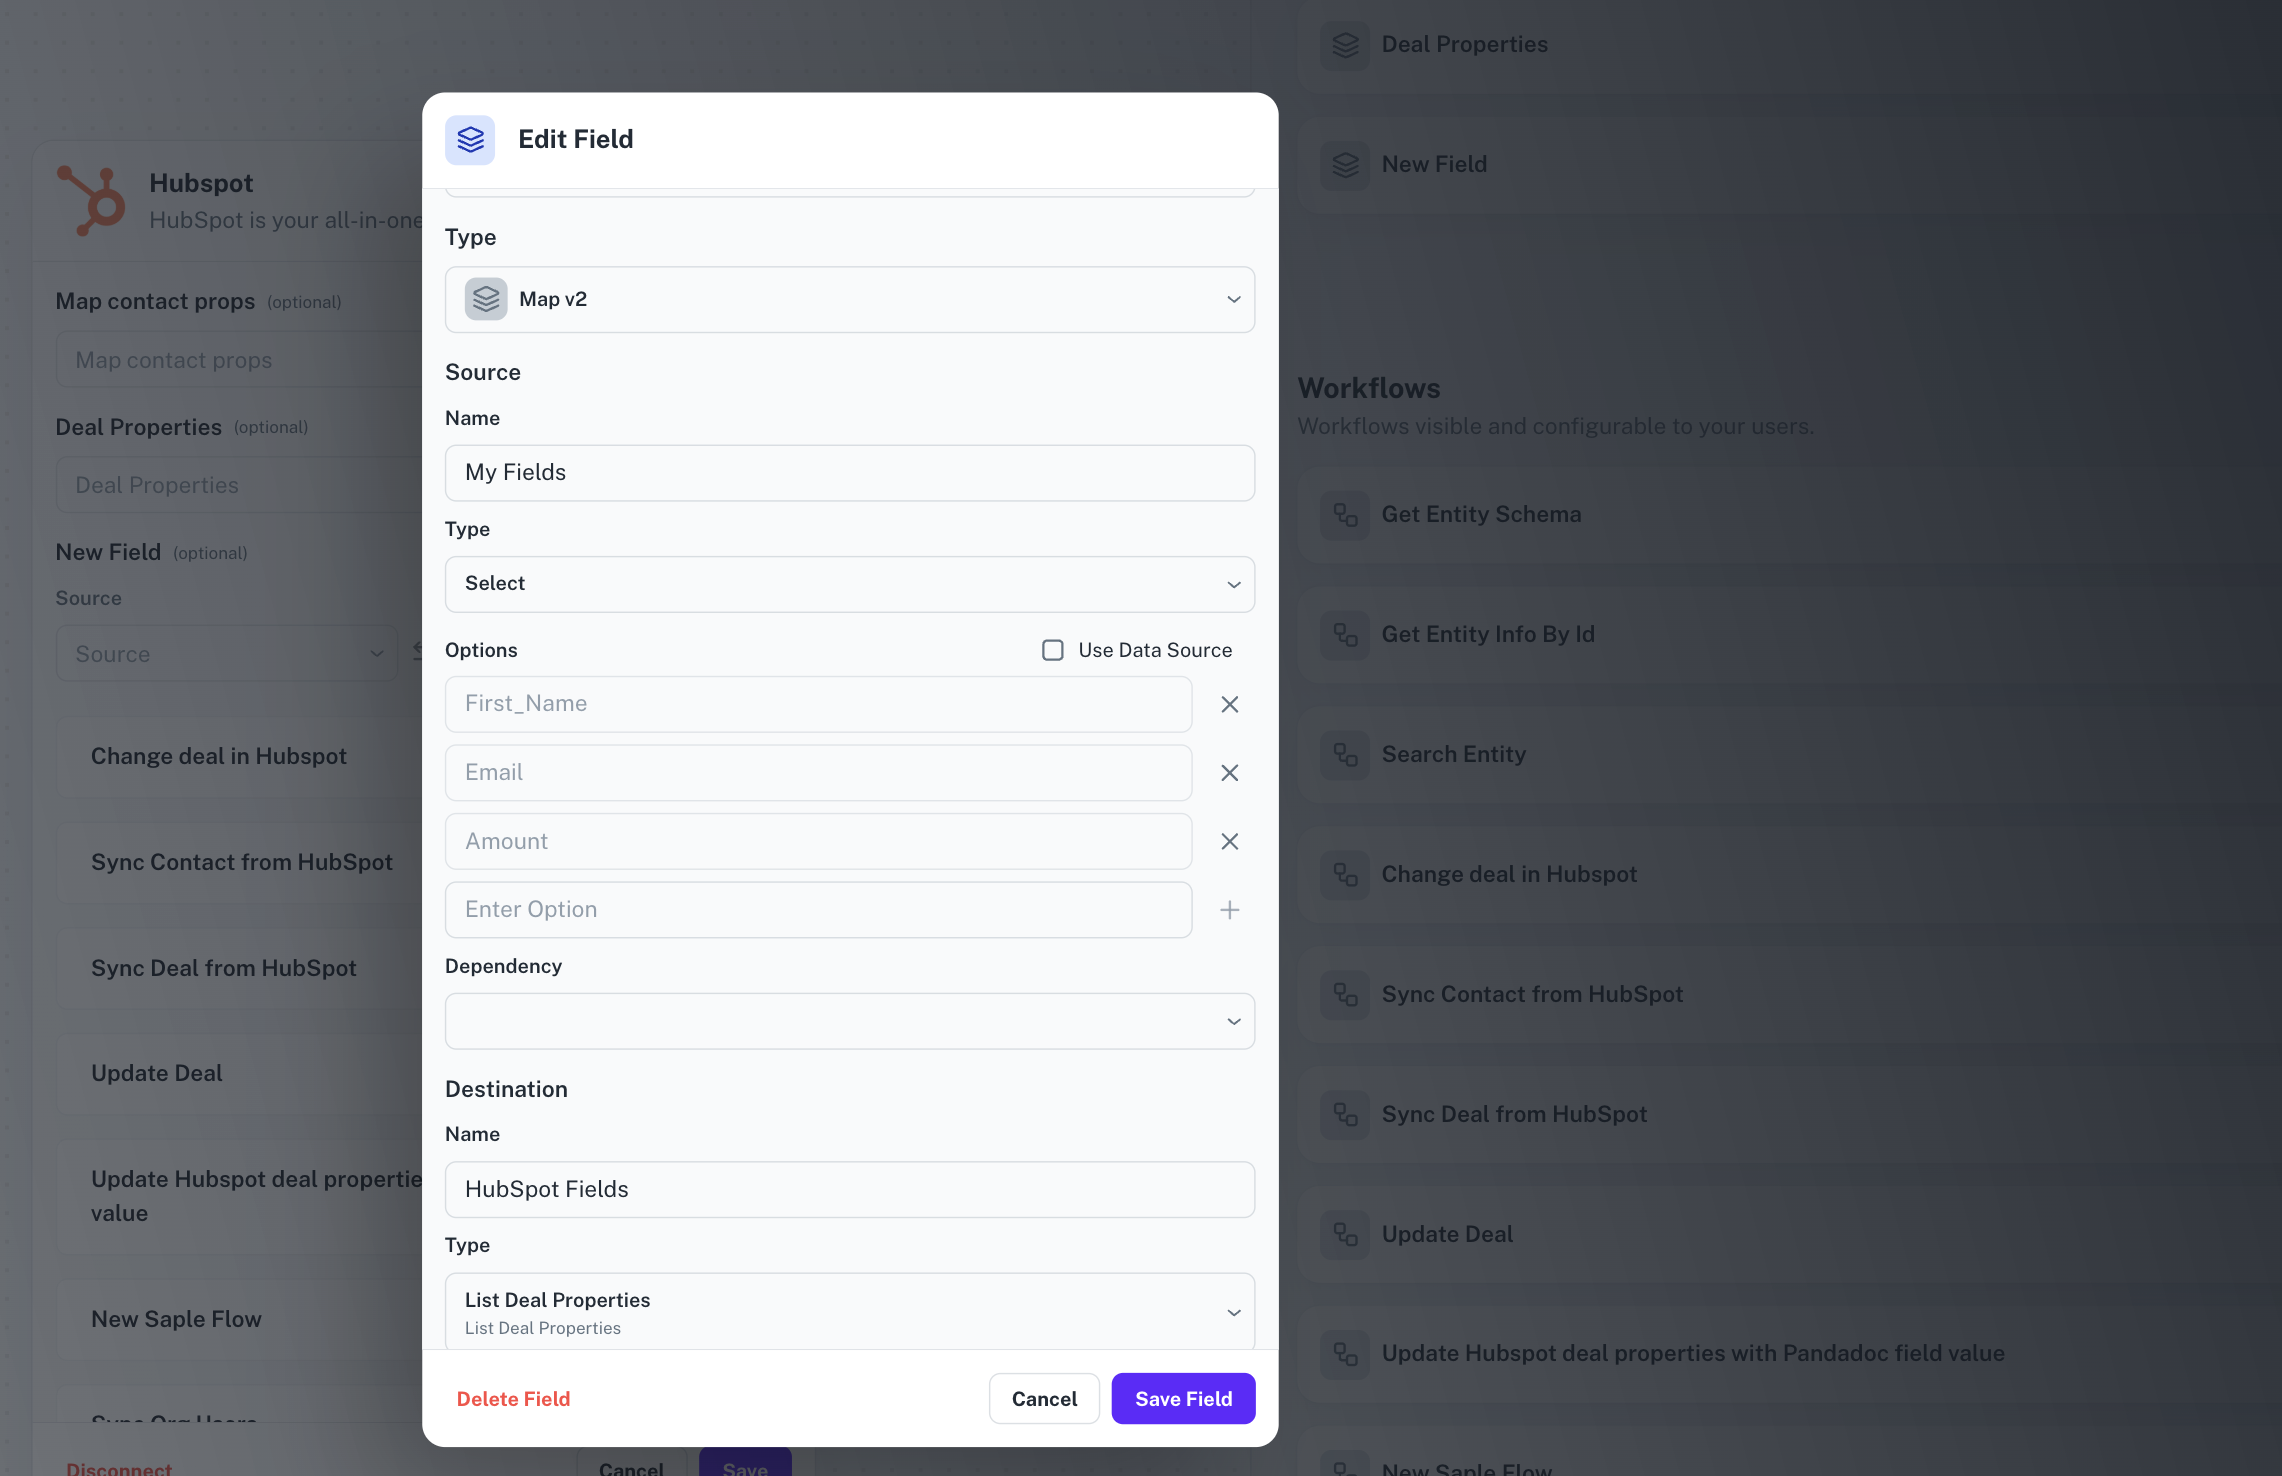 Edit Field
Type
Map v2
Source
Name
My Fields
Type
Select
Options
Use Data Source
First_Name
Email
Amount
Enter Option
Dependency
Destination
Name
HubSpot Fields
Type
List Deal Properties
List Deal Properties
Delete Field
Cancel
Save Field
Hubspot
HubSpot is your all-in-one
Map contact props (optional)
Map contact props
Deal Properties (optional)
Deal Properties
New Field (optional)
Source
Source
Change deal in Hubspot
Sync Contact from HubSpot
Sync Deal from HubSpot
Update Deal
Update Hubspot deal propertie
value
New Saple Flow
Sync Org Users
Disconnect
Cancel
Save
Deal Properties
New Field
Workflows
Workflows visible and configurable to your users.
Get Entity Schema
Get Entity Info By Id
Search Entity
Change deal in Hubspot
Sync Contact from HubSpot
Sync Deal from HubSpot
Update Deal
Update Hubspot deal properties with Pandadoc field value
New Saple Flow